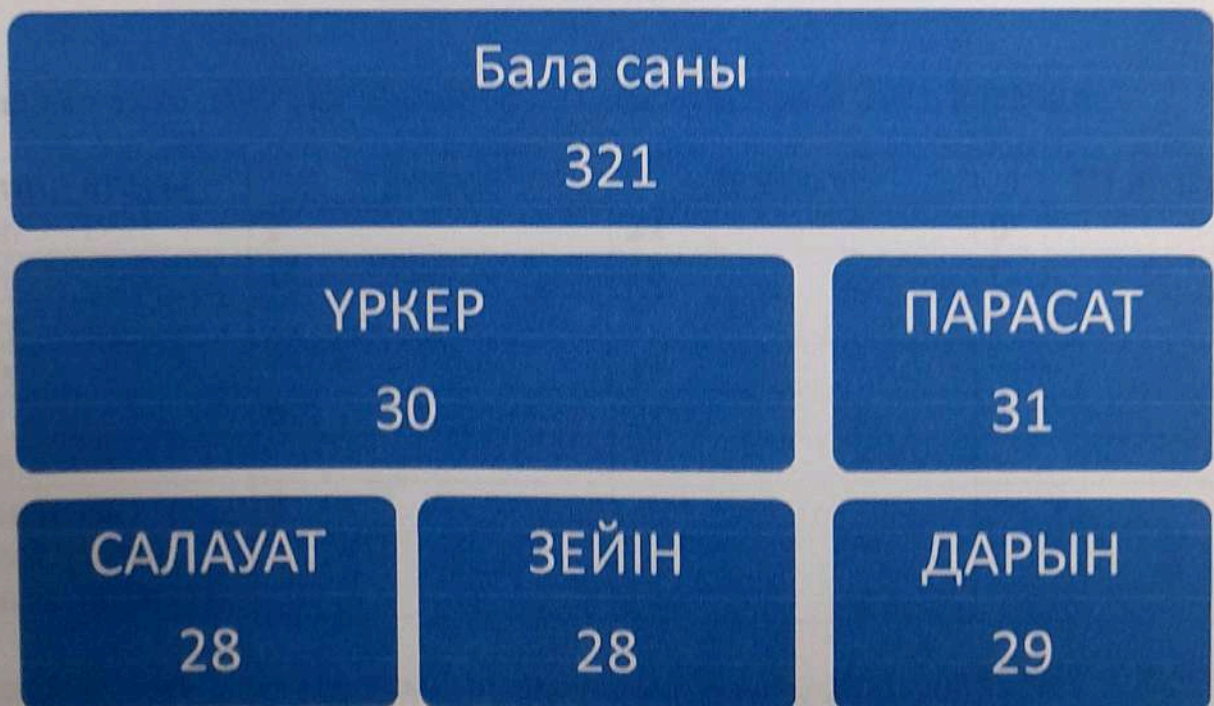 Бала саны
321
ҮРКЕР
30
ПАРАСАТ
31
САЛАУАТ
28
ЗЕЙІН
28
ДАРЫН
29